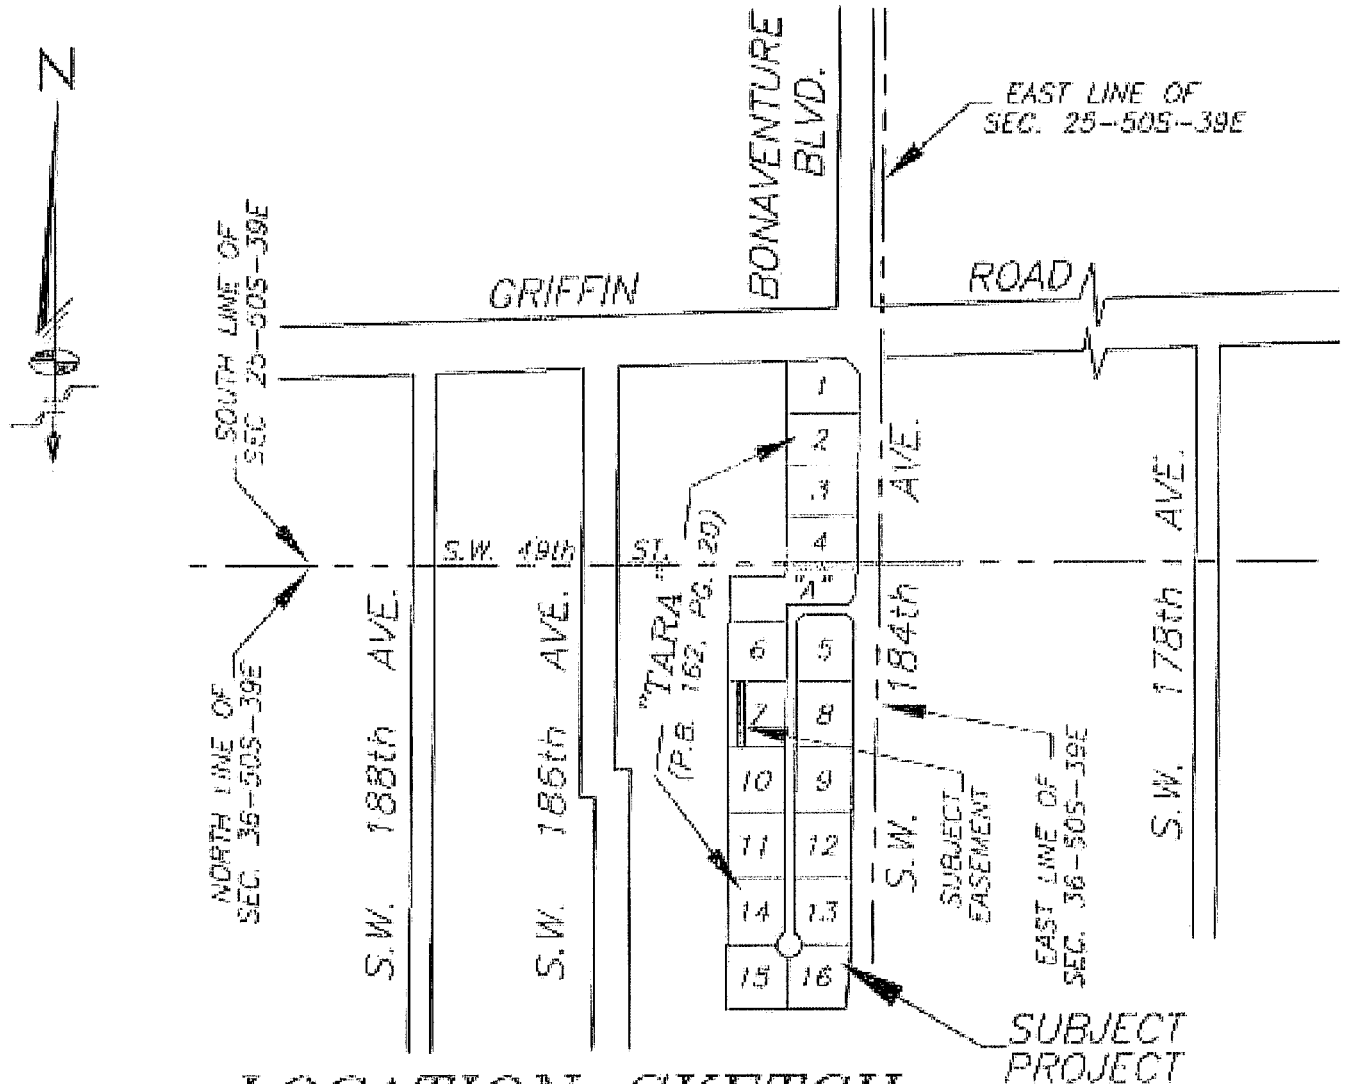 N
BONAVENTURE
BLVD.
EAST LINE OF
SEC. 25-50S-39E
SOUTH LINE OF
SEC 25-50S-39E
GRIFFIN
ROAD
1
2
3
4
"A"
S.W. 49th ST.
NORTH LINE OF
SEC. 36-50S-39E
S.W. 188th AVE.
S.W. 186th AVE.
"TARA"
(P.B. 162, PG. 20)
6
5
7
8
10
9
11
12
14
13
15
16
S.W. 184th AVE.
SUBJECT
EASEMENT
EAST LINE OF
SEC. 36-50S-39E
S.W. 178th AVE.
SUBJECT
PROJECT
LOCATION SKETCH